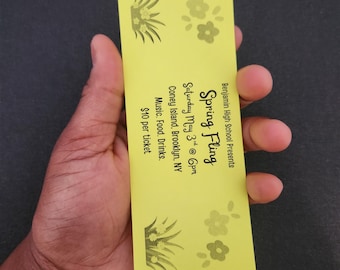 Benjamin High School Presents
Spring Fling
Saturday May 3rd @ 6pm
Coney Island, Brooklyn, NY
Music, Food, Drinks.
$10 per ticket.